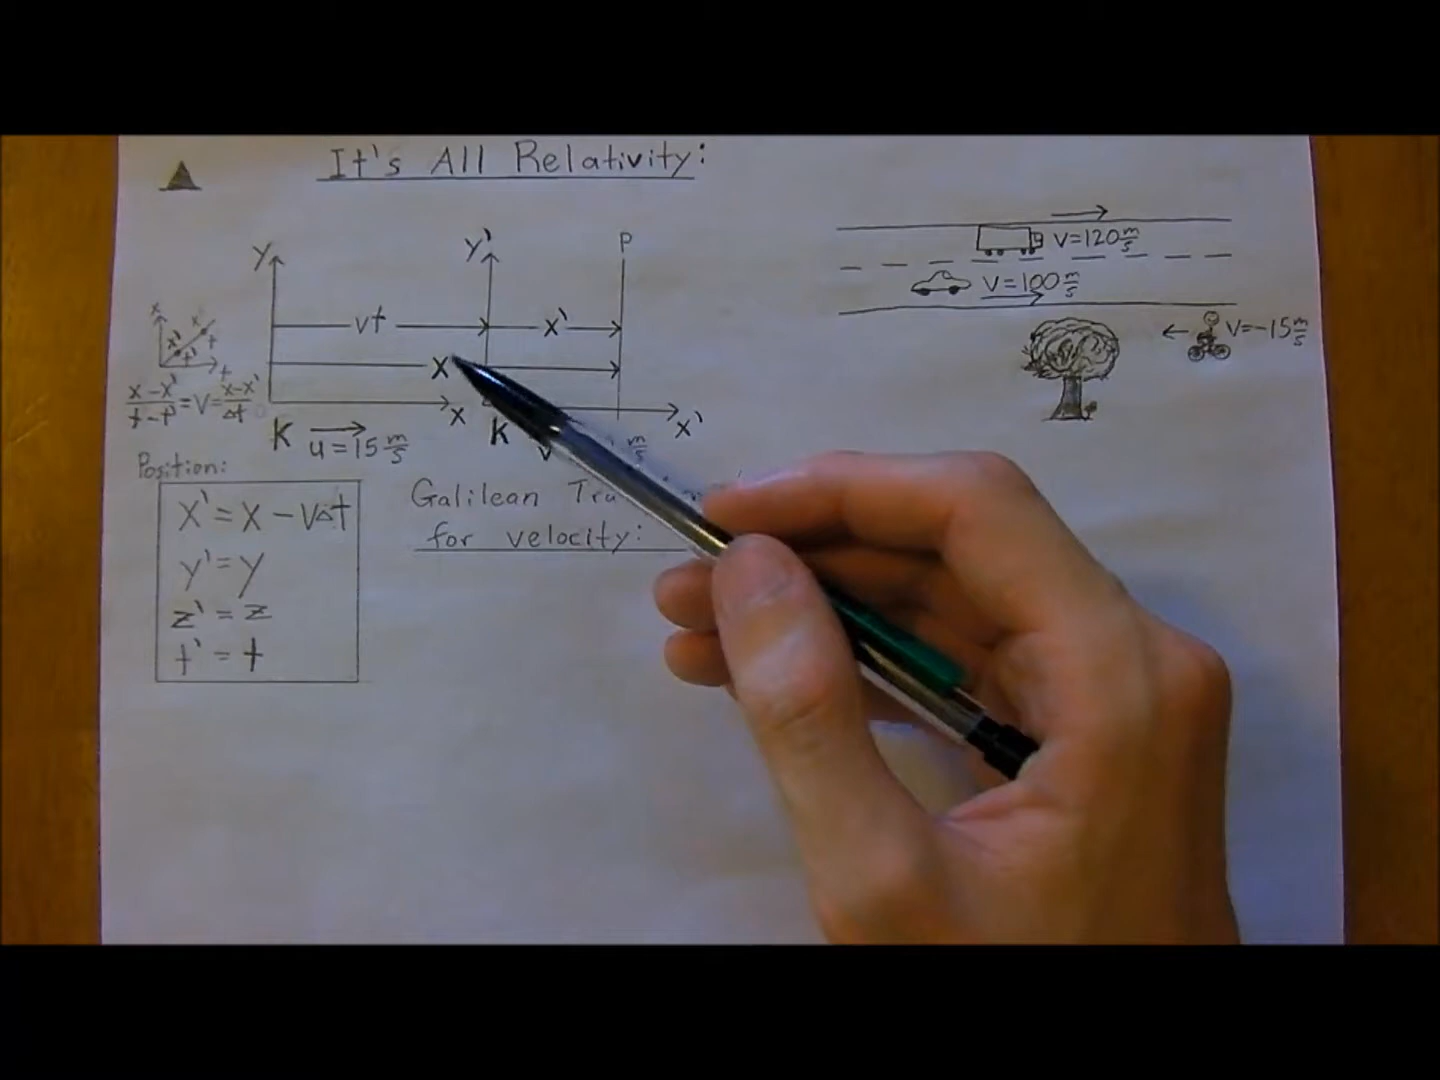 It's All Relativity:
y y` P
vt x`
x
x x`
K u = 15 m/s K
v m/s
x
x`
x t
t`
t
x-x`/t-t` = V = x-x`/Δt
Position:
x` = x - vΔt
y` = y
z` = z
t` = t
Galilean
for velocity:
V=120 m/s
V=100 m/s
V=-15 m/s